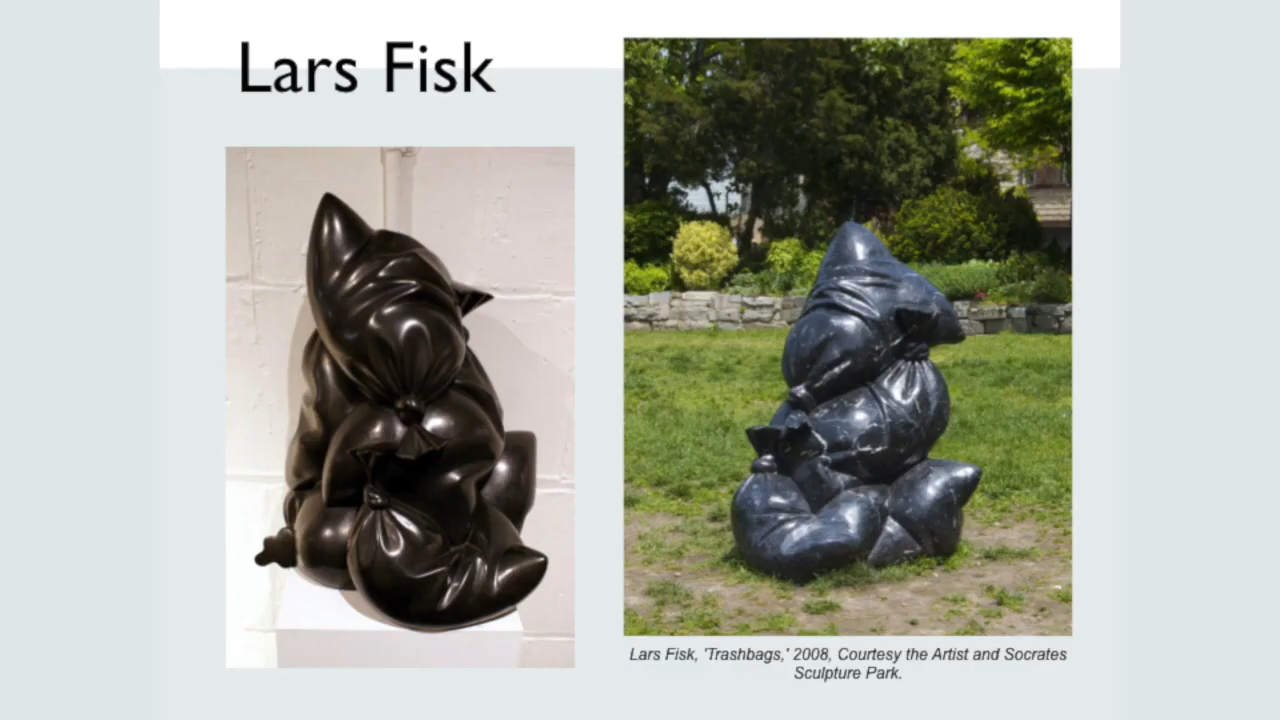 Lars Fisk
Lars Fisk, 'Trashbags,' 2008, Courtesy the Artist and Socrates
Sculpture Park.